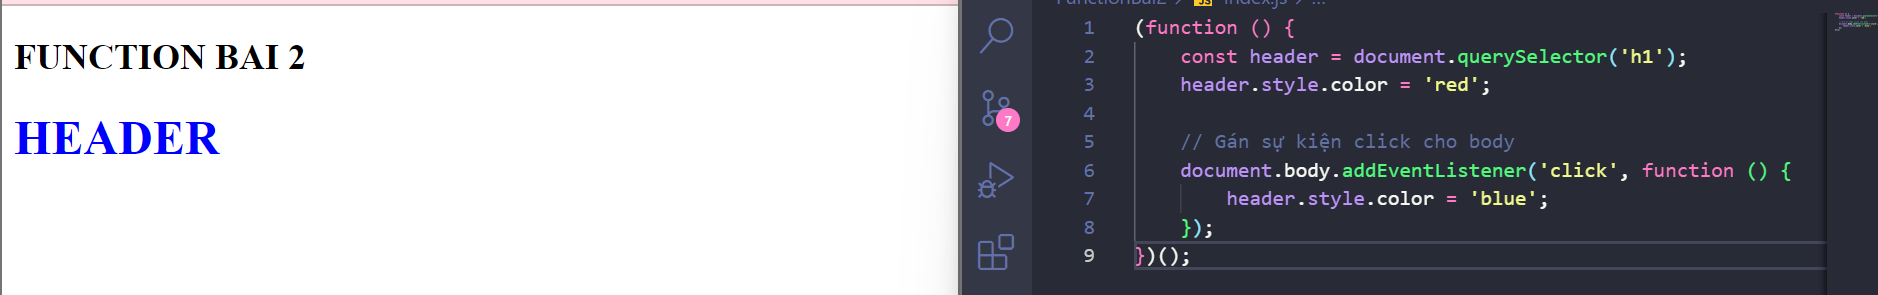 FUNCTION BAI 2
HEADER
7
JS index.js > ...
1 (function () {
2 const header = document.querySelector('h1');
3 header.style.color = 'red';
4
5 // Gán sự kiện click cho body
6 document.body.addEventListener('click', function () {
7 header.style.color = 'blue';
8 });
9 })();